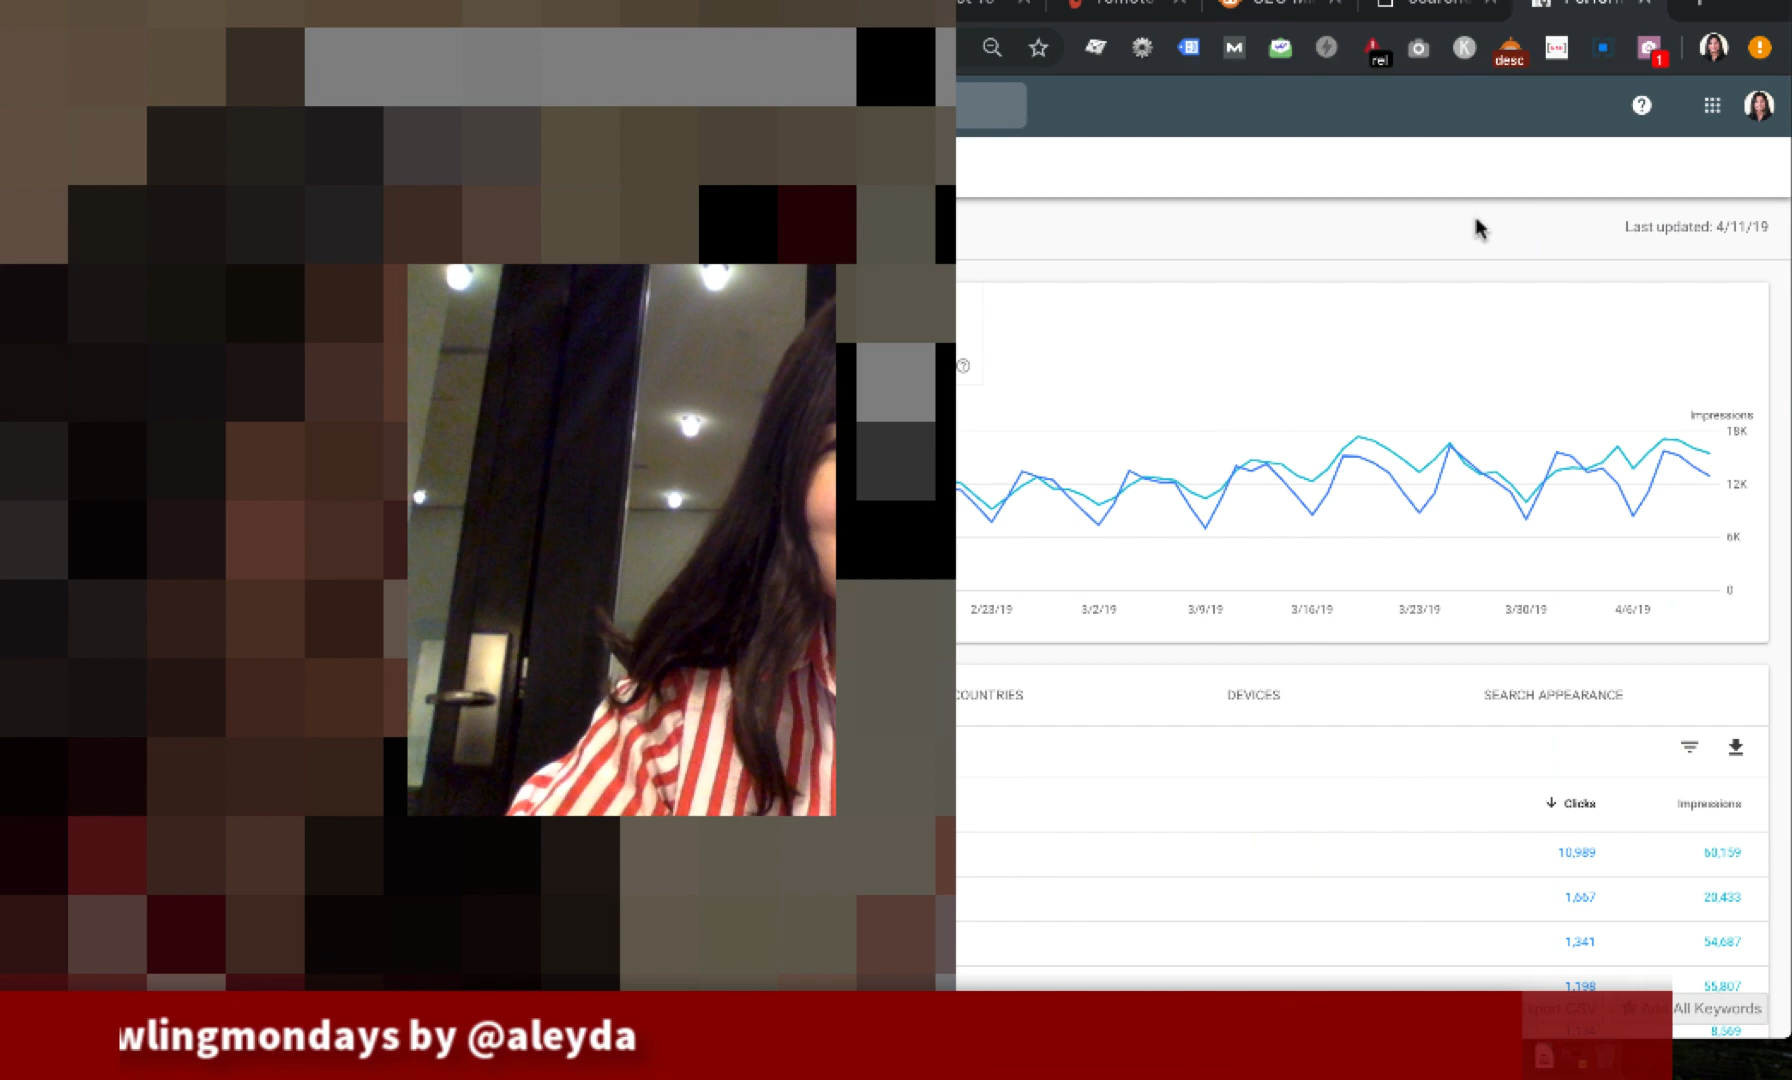 rel
desc
1
Last updated: 4/11/19
Impressions
18K
12K
6K
0
2/23/19 3/2/19 3/9/19 3/16/19 3/23/19 3/30/19 4/6/19
COUNTRIES DEVICES SEARCH APPEARANCE
Clicks Impressions
10,989 60,159
1,667 20,433
1,341 54,687
1,198 55,807
All Keywords
8,569
wlingmondays by @aleyda